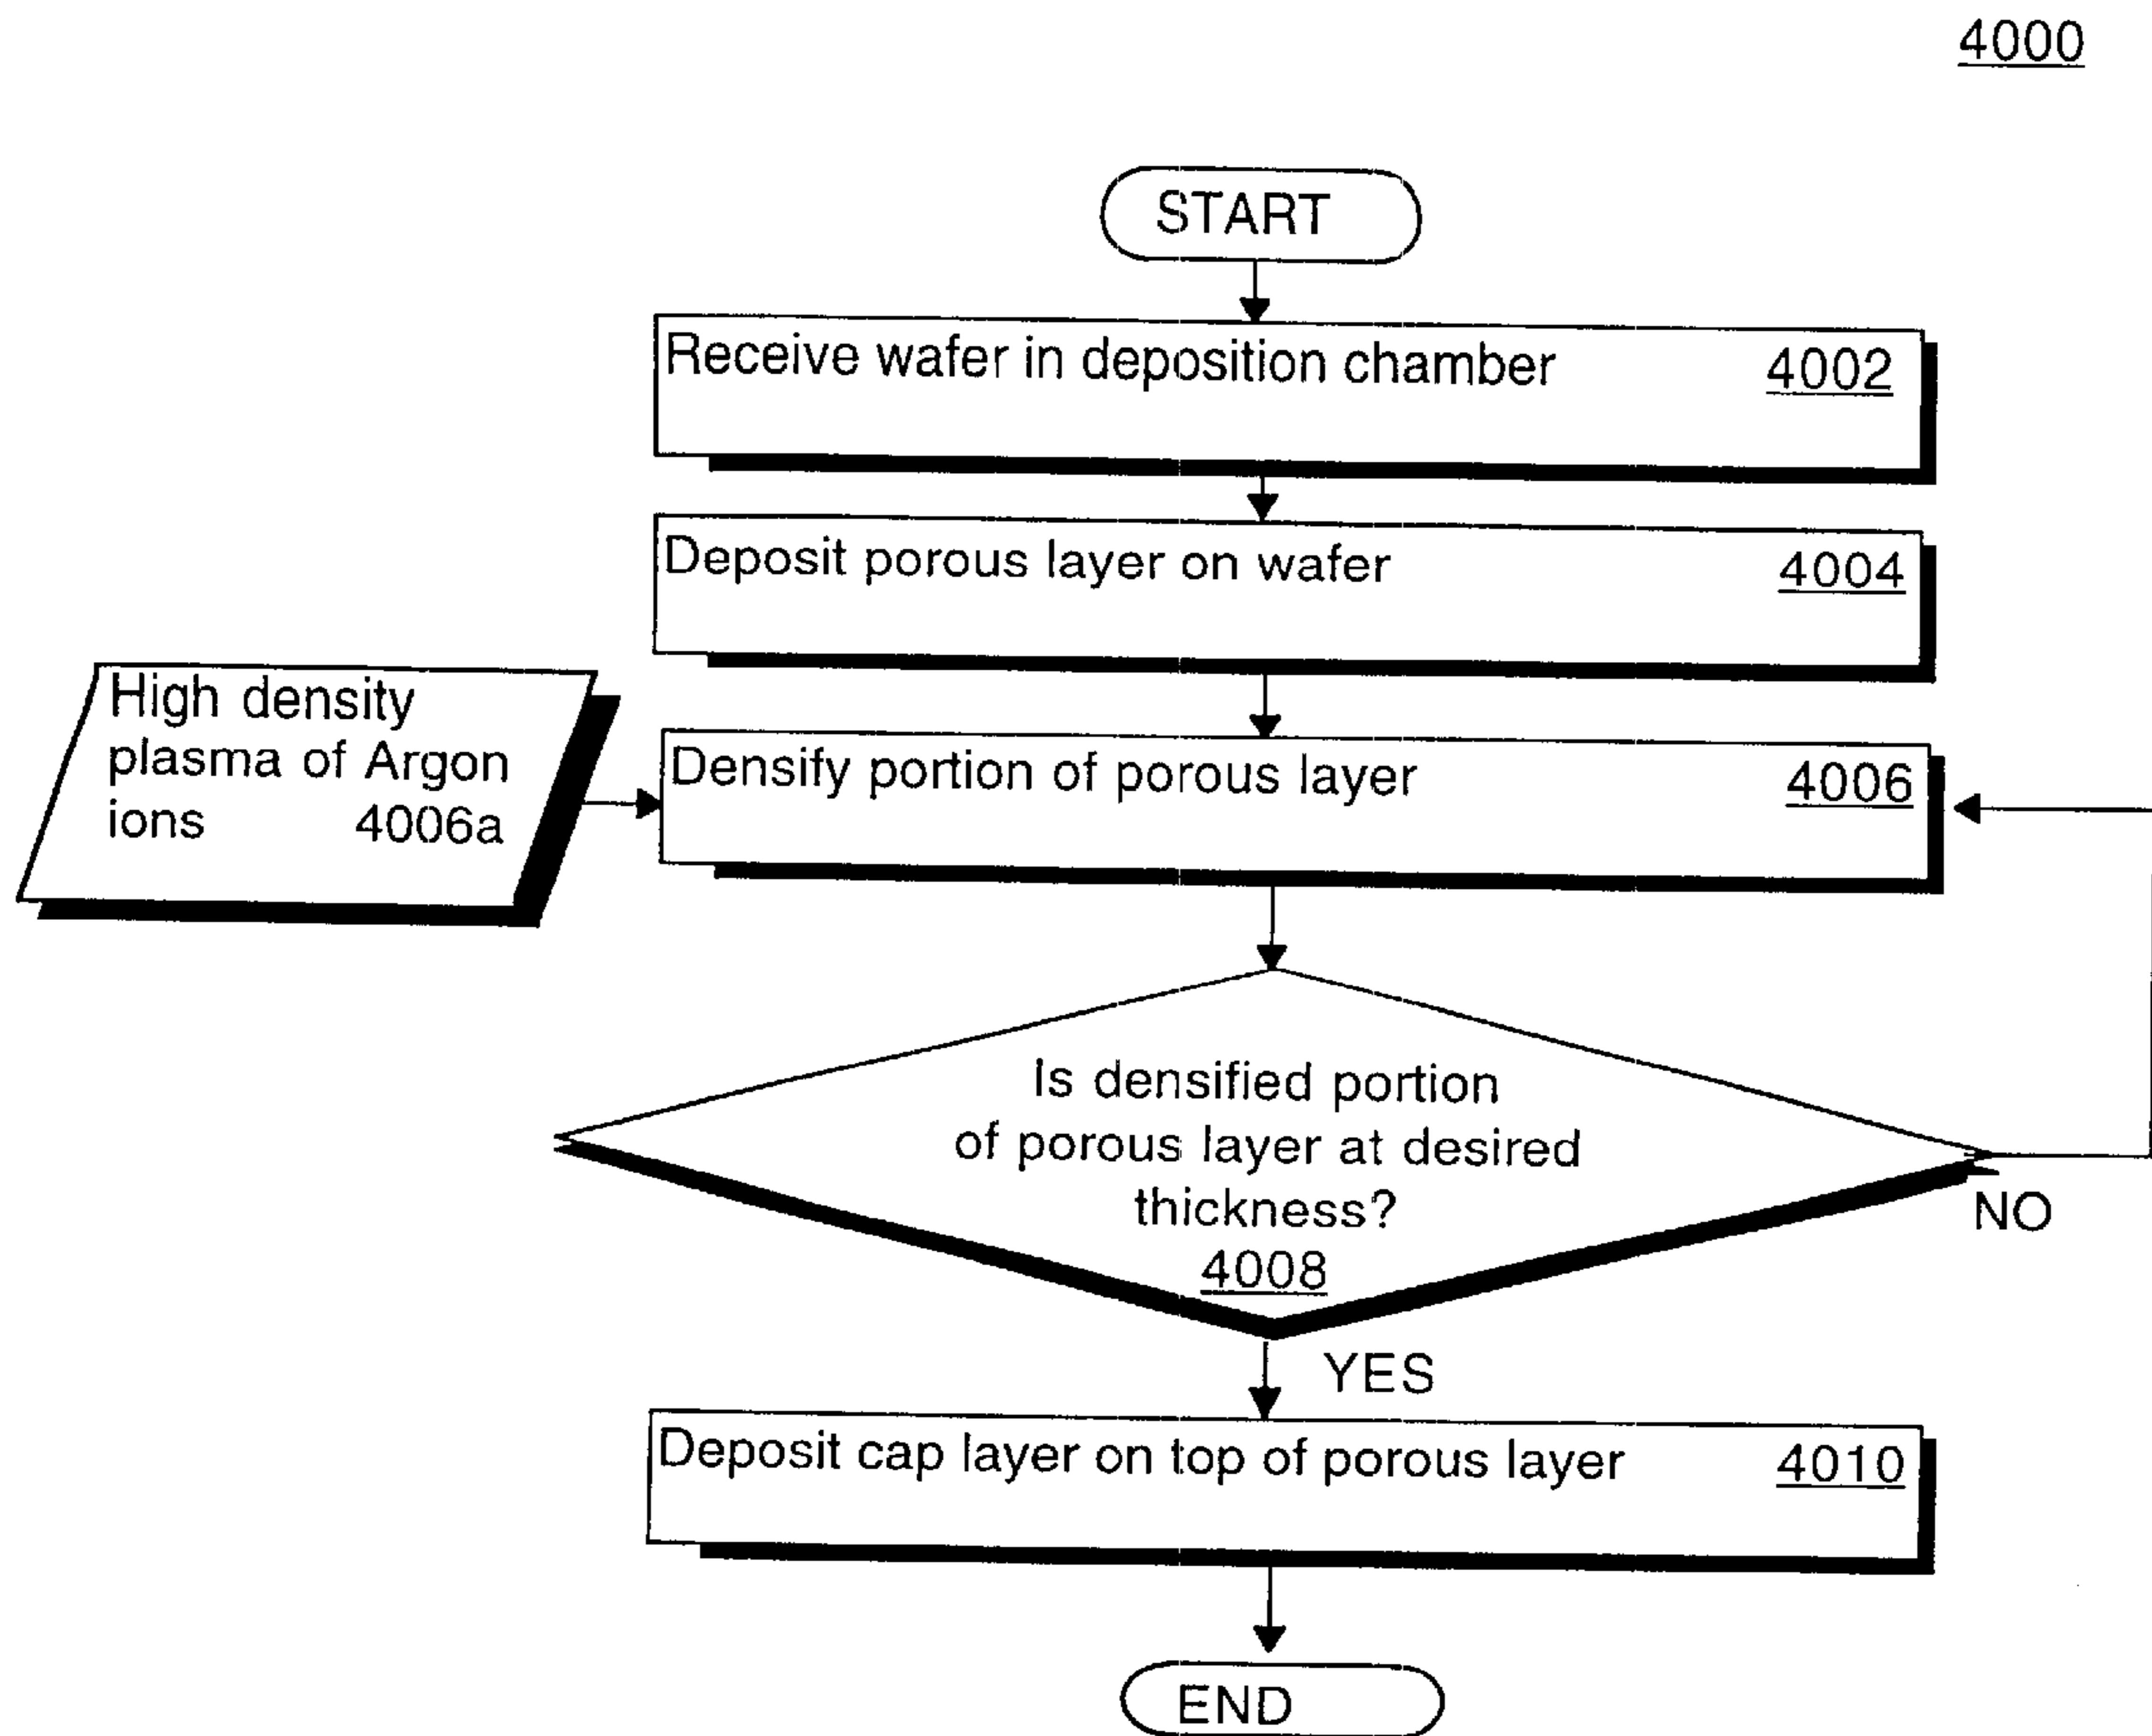 4000
START
Receive wafer in deposition chamber 4002
Deposit porous layer on wafer 4004
High density
plasma of Argon
ions 4006a
Densify portion of porous layer 4006
Is densified portion
of porous layer at desired
thickness?
4008
NO
YES
Deposit cap layer on top of porous layer 4010
END